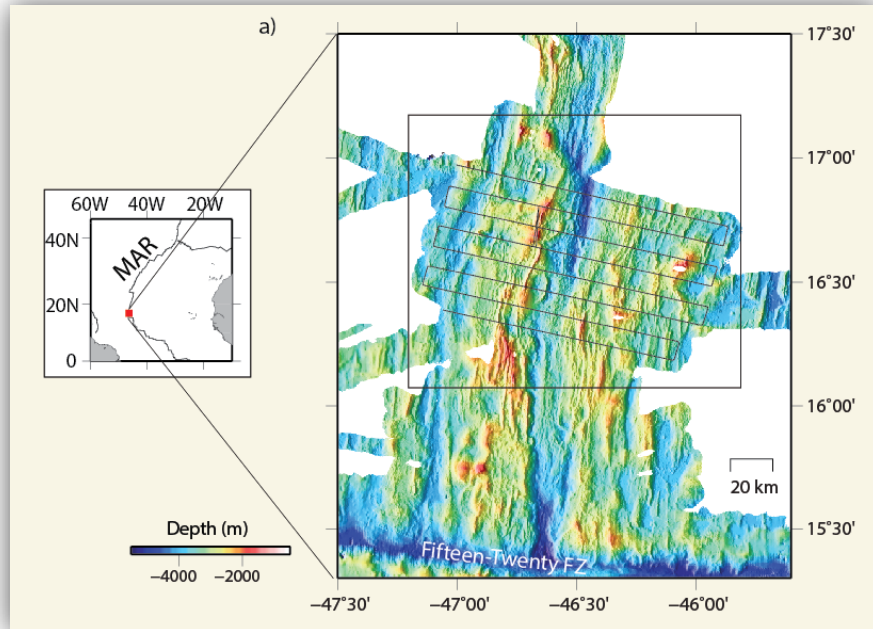 a)
17˚30'
17˚00'
16˚30'
16˚00'
15˚30'
60W 40W 20W
40N
20N
0
MAR
20 km
Depth (m)
−4000 −2000
Fifteen-Twenty FZ
−47˚30' −47˚00' −46˚30' −46˚00'